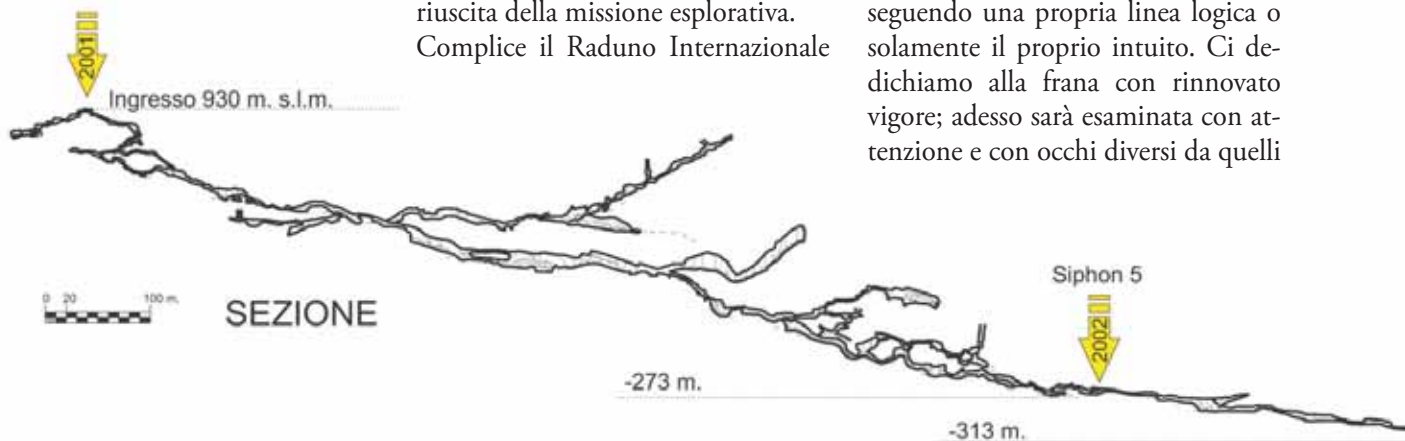 riuscita della missione esplorativa.
Complice il Raduno Internazionale
seguendo una propria linea logica o
solamente il proprio intuito. Ci de-
dichiamo alla frana con rinnovato
vigore; adesso sarà esaminata con at-
tenzione e con occhi diversi da quelli
2001
Ingresso 930 m. s.l.m.
0 20 100 m.
SEZIONE
Siphon 5
2002
-273 m.
-313 m.